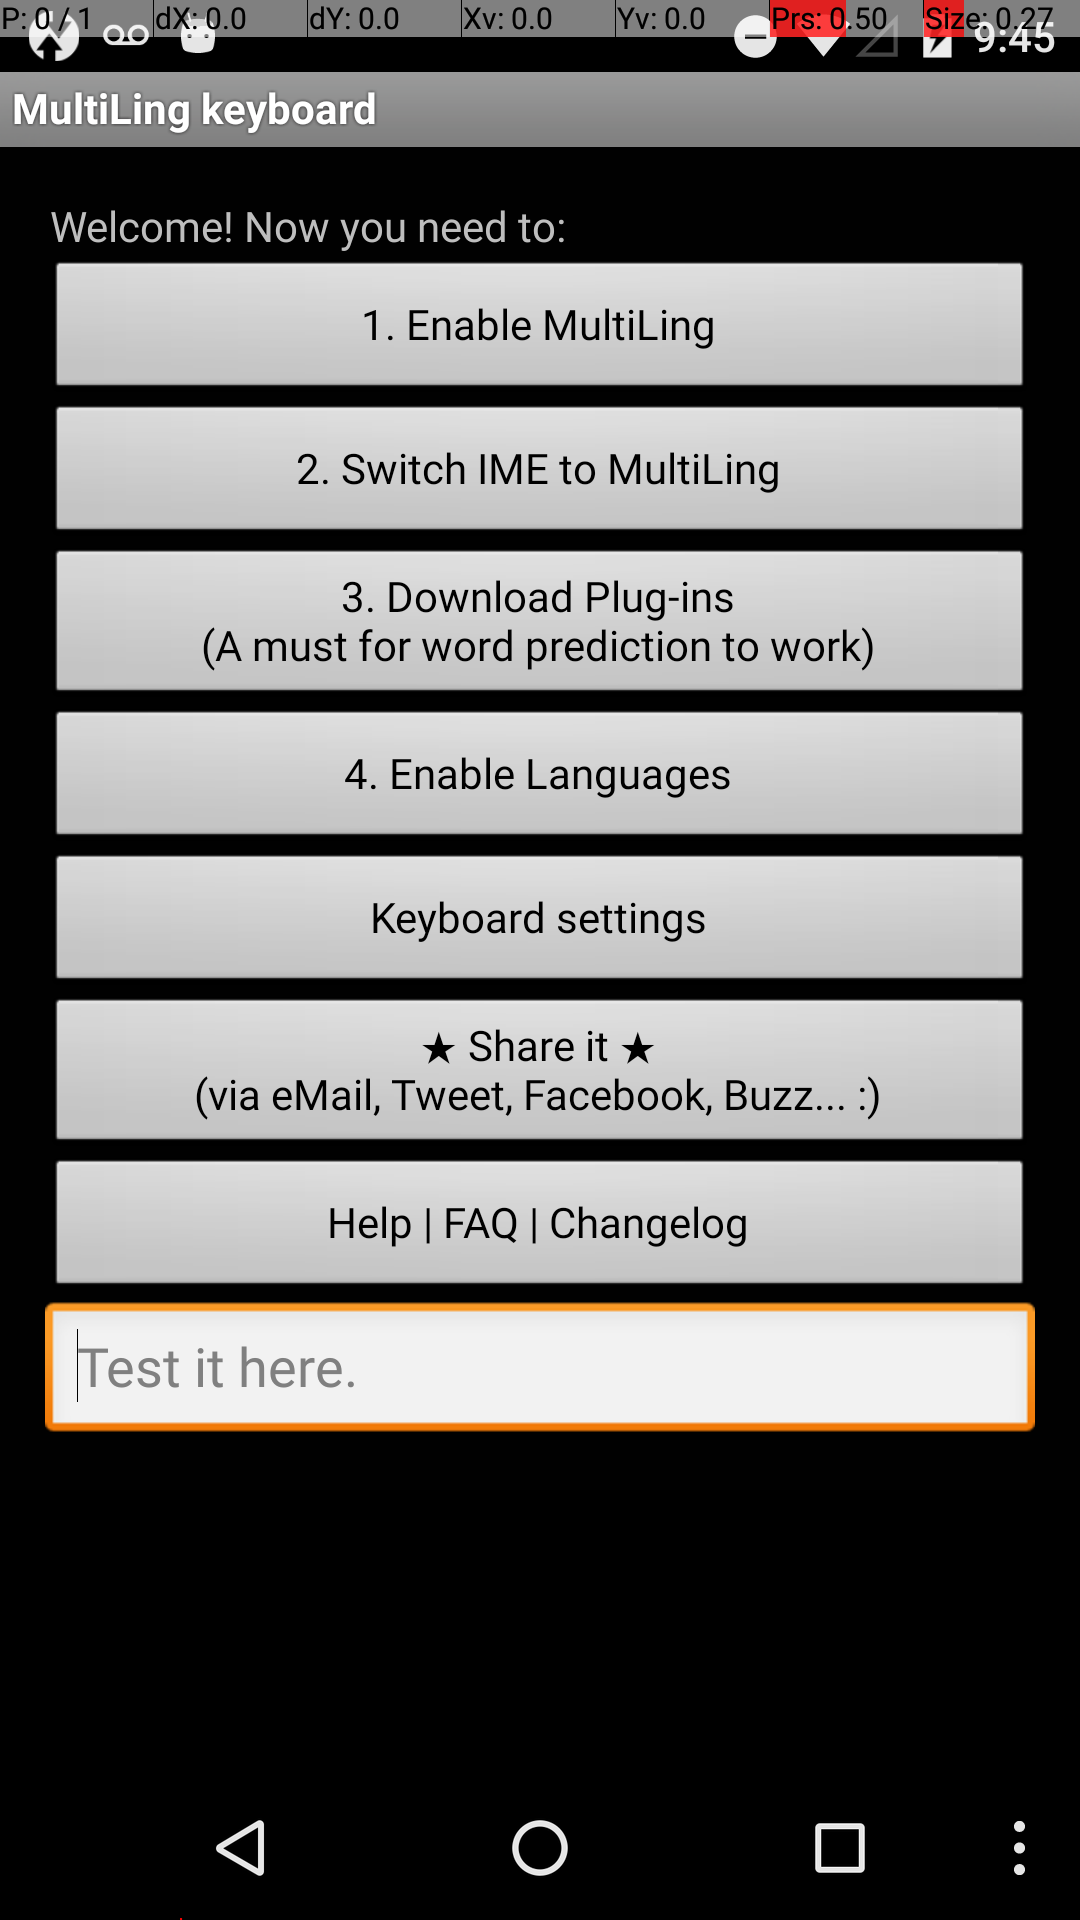 P: 0 / 1 dX: 0.0 dY: 0.0 Xv: 0.0 Yv: 0.0 Prs: 0.50 Size: 0.27
9:45
MultiLing keyboard
Welcome! Now you need to:
1. Enable MultiLing
2. Switch IME to MultiLing
3. Download Plug-ins
(A must for word prediction to work)
4. Enable Languages
Keyboard settings
★ Share it ★
(via eMail, Tweet, Facebook, Buzz... :)
Help | FAQ | Changelog
Test it here.